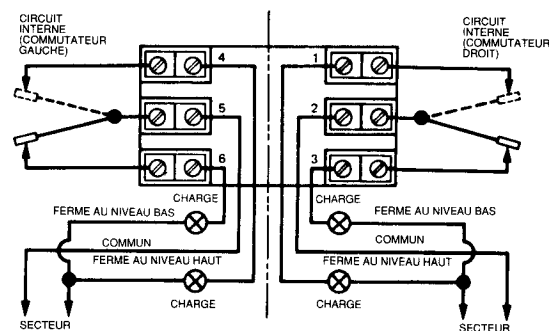 CIRCUIT
INTERNE
(COMMUTATEUR
GAUCHE)
CIRCUIT
INTERNE
(COMMUTATEUR
DROIT)
4
1
5
2
6
3
CHARGE
CHARGE
FERME AU NIVEAU BAS
FERME AU NIVEAU BAS
COMMUN
COMMUN
FERME AU NIVEAU HAUT
FERME AU NIVEAU HAUT
CHARGE
CHARGE
SECTEUR
SECTEUR